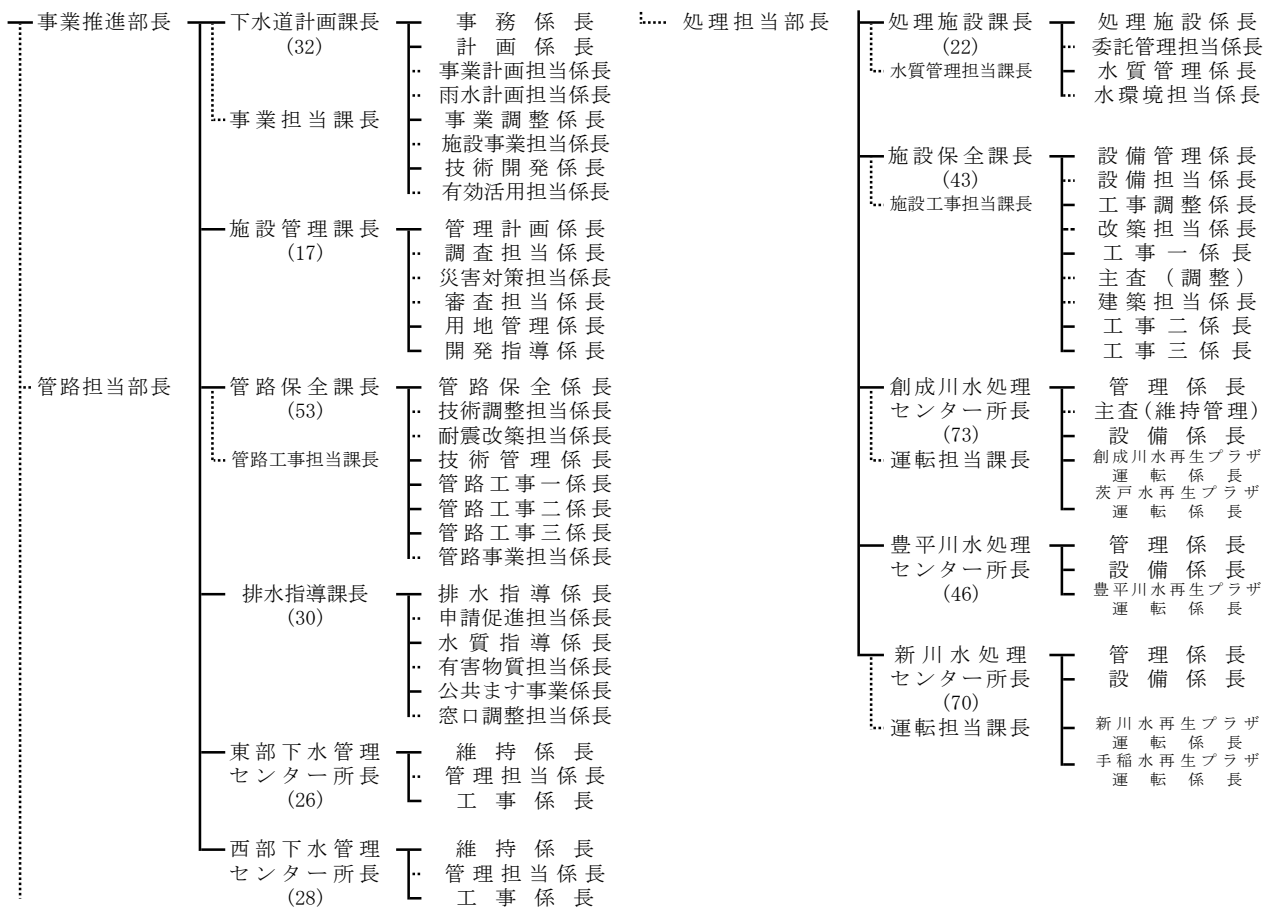 事業推進部長
下水道計画課長
(32)
事業担当課長
事務係長
計画係長
事業計画担当係長
雨水計画担当係長
事業調整係長
施設事業担当係長
技術開発係長
有効活用担当係長
施設管理課長
(17)
管理計画係長
調査担当係長
災害対策担当係長
審査担当係長
用地管理係長
開発指導係長
管路担当部長
管路保全課長
(53)
管路工事担当課長
管路保全係長
技術調整担当係長
耐震改築担当係長
技術管理係長
管路工事一係長
管路工事二係長
管路工事三係長
管路事業担当係長
排水指導課長
(30)
排水指導係長
申請促進担当係長
水質指導係長
有害物質担当係長
公共ます事業係長
窓口調整担当係長
東部下水管理
センター所長
(26)
維持係長
管理担当係長
工事係長
西部下水管理
センター所長
(28)
維持係長
管理担当係長
工事係長
処理担当部長
処理施設課長
(22)
水質管理担当課長
処理施設係長
委託管理担当係長
水質管理係長
水環境担当係長
施設保全課長
(43)
施設工事担当課長
設備管理係長
設備担当係長
工事調整係長
改築担当係長
工事一係長
主査(調整)
建築担当係長
工事二係長
工事三係長
創成川水処理
センター所長
(73)
運転担当課長
管理係長
主査(維持管理)
設備係長
創成川水再生プラザ
運転係長
茨戸水再生プラザ
運転係長
豊平川水処理
センター所長
(46)
管理係長
設備係長
豊平川水再生プラザ
運転係長
新川水処理
センター所長
(70)
運転担当課長
管理係長
設備係長
新川水再生プラザ
運転係長
手稲水再生プラザ
運転係長